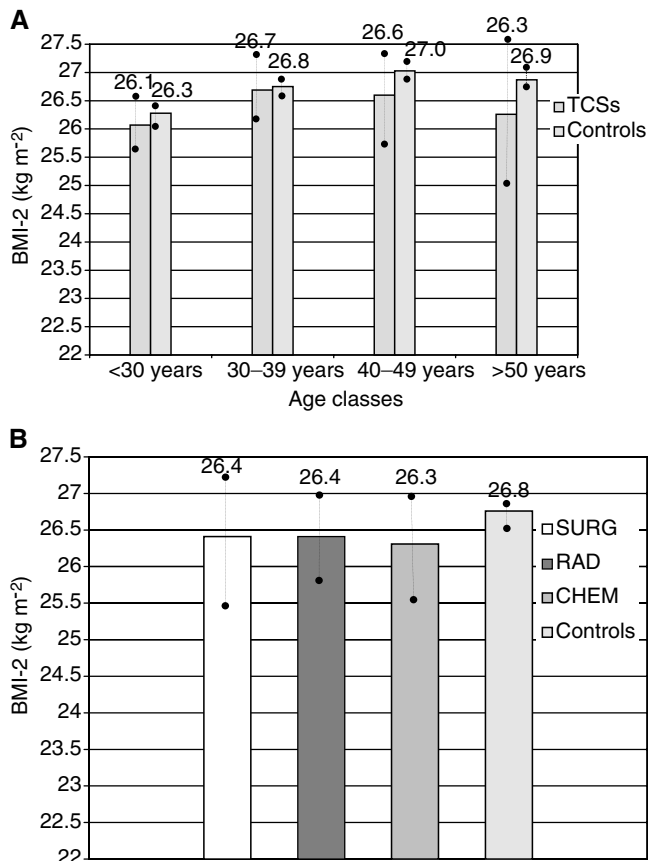 A
27.5
27
26.5
26
25.5
25
24.5
24
23.5
23
22.5
22
BMI-2 (kg m⁻²)
26.1
26.3
26.7
26.8
26.6
27.0
26.3
26.9
TCSs
Controls
<30 years
30–39 years
40–49 years
>50 years
Age classes
B
27.5
27
26.5
26
25.5
25
24.5
24
23.5
23
22.5
22
BMI-2 (kg m⁻²)
26.4
26.4
26.3
26.8
SURG
RAD
CHEM
Controls